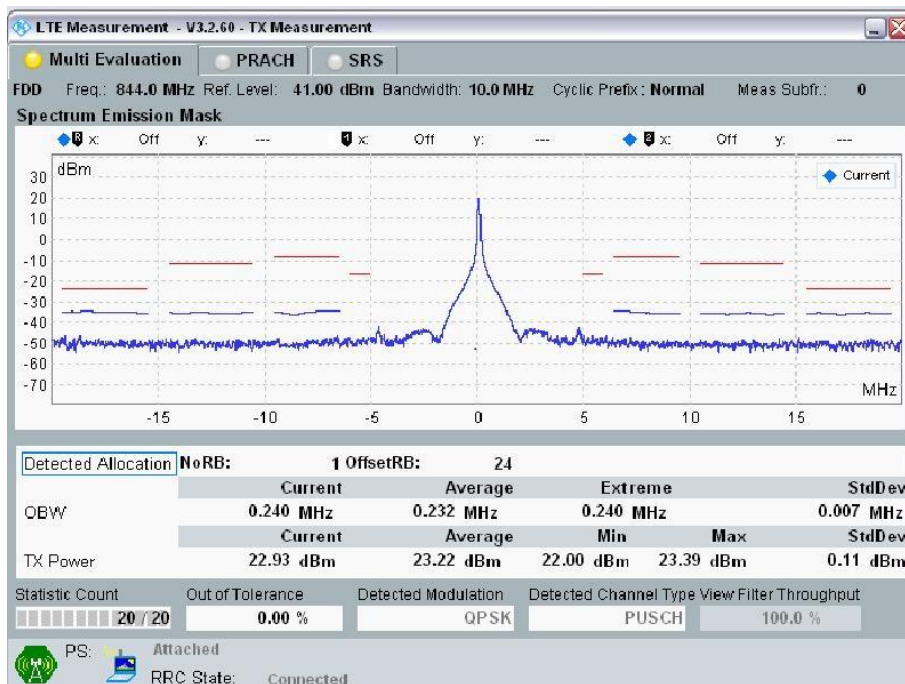 LTE Measurement - V3.2.60 - TX Measurement
Multi Evaluation PRACH SRS
FDD Freq.: 844.0 MHz Ref. Level: 41.00 dBm Bandwidth: 10.0 MHz Cyclic Prefix: Normal Meas Subfr.: 0
Spectrum Emission Mask
R x: Off y: --- 1 x: Off y: --- 2 x: Off y: ---
dBm
Current
30
20
10
0
-10
-20
-30
-40
-50
-60
-70
MHz
-15 -10 -5 0 5 10 15
Detected Allocation NoRB: 1 OffsetRB: 24
Current Average Extreme StdDev
OBW 0.240 MHz 0.232 MHz 0.240 MHz 0.007 MHz
Current Average Min Max StdDev
TX Power 22.93 dBm 23.22 dBm 22.00 dBm 23.39 dBm 0.11 dBm
Statistic Count Out of Tolerance Detected Modulation Detected Channel Type View Filter Throughput
20 / 20 0.00 % QPSK PUSCH 100.0 %
PS: Attached
RRC State: Connected